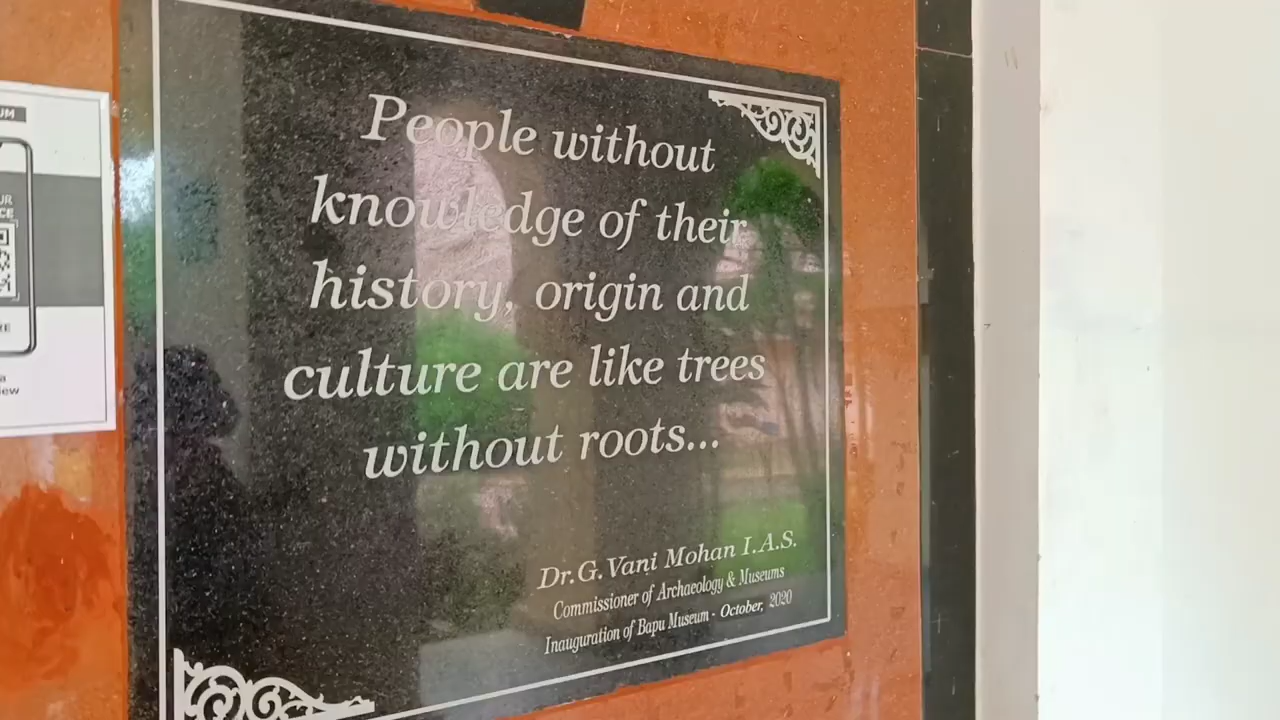 People without
knowledge of their
history, origin and
culture are like trees
without roots...
Dr.G.Vani Mohan I.A.S.
Commissioner of Archaeology & Museums
Inauguration of Bapu Museum - October, 2020